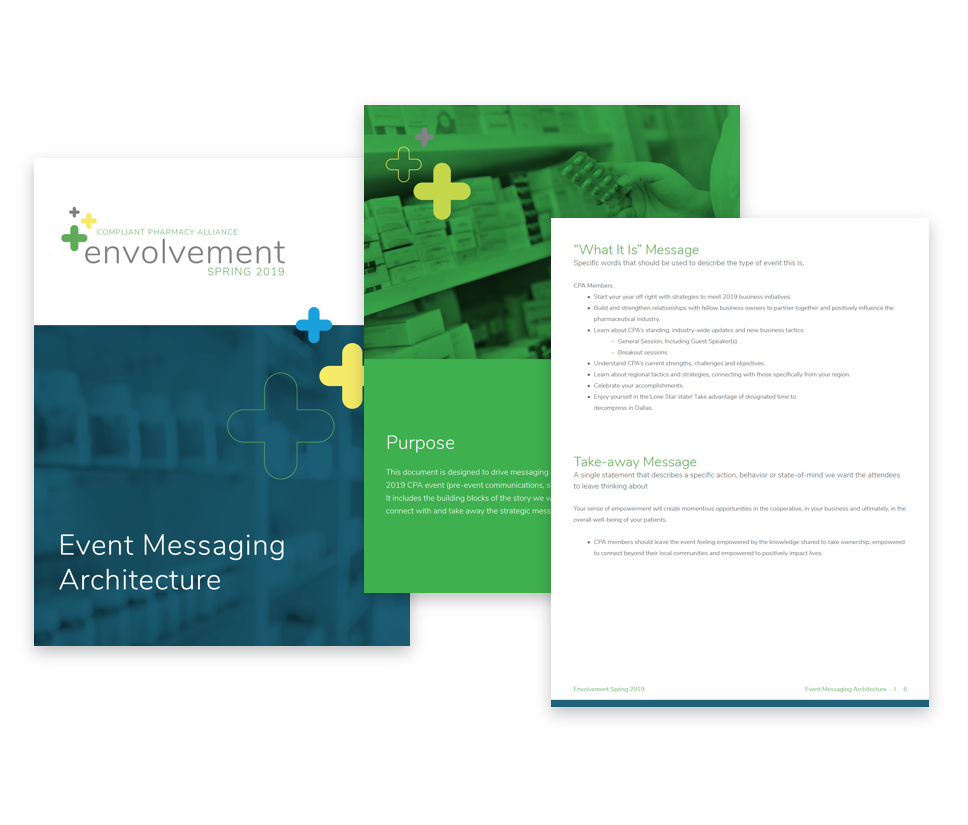 COMPLIANT PHARMACY ALLIANCE
envolvement
SPRING 2019
Event Messaging
Architecture
Purpose
This document is designed to drive messaging
2019 CPA event (pre-event communications, s
It includes the building blocks of the story we w
connect with and take away the strategic mess
“What It Is” Message
Specific words that should be used to describe the type of event this is.
CPA Members
• Start your year off right with strategies to meet 2019 business initiatives.
• Build and strengthen relationships with fellow business owners to partner together and positively influence the
pharmaceutical industry.
• Learn about CPA's standing, industry-wide updates and new business tactics:
– General Session, Including Guest Speaker(s)
– Breakout sessions
• Understand CPA's current strengths, challenges and objectives.
• Learn about regional tactics and strategies, connecting with those specifically from your region.
• Celebrate your accomplishments.
• Enjoy yourself in the Lone Star state! Take advantage of designated time to
decompress in Dallas.
Take-away Message
A single statement that describes a specific action, behavior or state-of-mind we want the attendees
to leave thinking about
Your sense of empowerment will create momentous opportunities in the cooperative, in your business and ultimately, in the
overall well-being of your patients.
• CPA members should leave the event feeling empowered by the knowledge shared to take ownership; empowered
to connect beyond their local communities and empowered to positively impact lives.
Envolvement Spring 2019
Event Messaging Architecture | 6